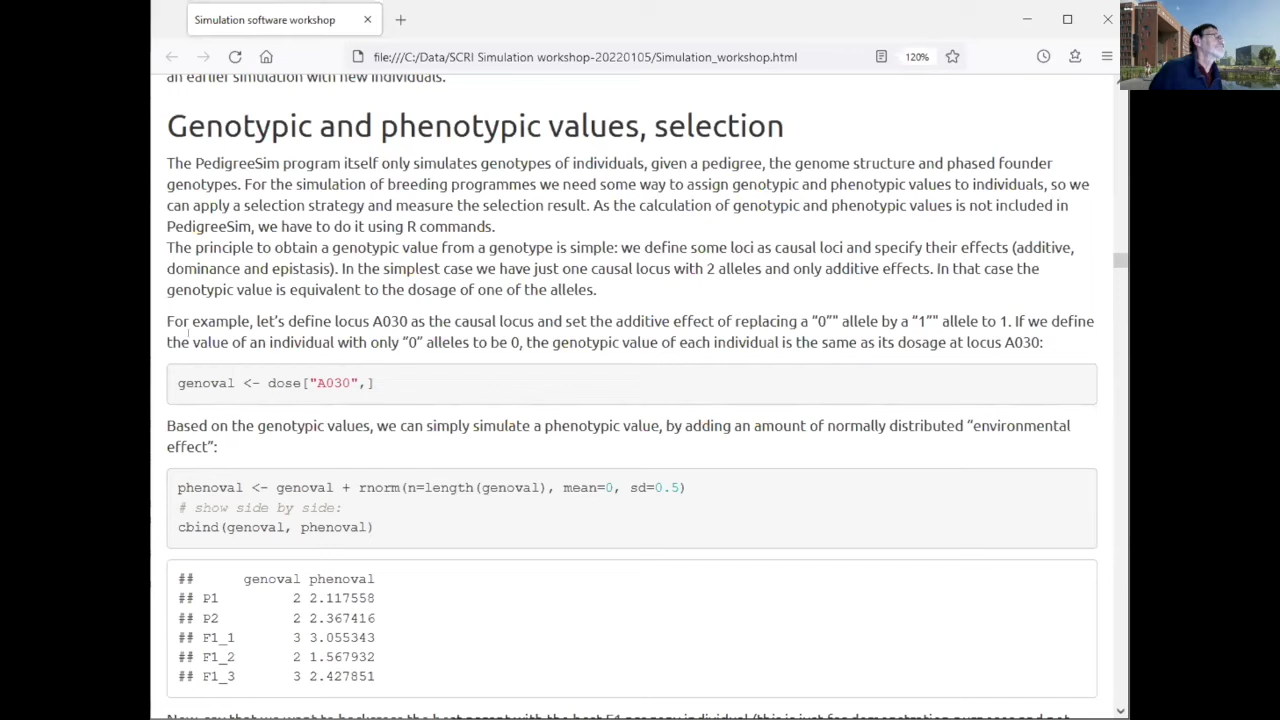 Simulation software workshop
file:///C:/Data/SCRI Simulation workshop-20220105/Simulation_workshop.html
120%
an earlier simulation with new individuals.
Genotypic and phenotypic values, selection
The PedigreeSim program itself only simulates genotypes of individuals, given a pedigree, the genome structure and phased founder
genotypes. For the simulation of breeding programmes we need some way to assign genotypic and phenotypic values to individuals, so we
can apply a selection strategy and measure the selection result. As the calculation of genotypic and phenotypic values is not included in
PedigreeSim, we have to do it using R commands.
The principle to obtain a genotypic value from a genotype is simple: we define some loci as causal loci and specify their effects (additive,
dominance and epistasis). In the simplest case we have just one causal locus with 2 alleles and only additive effects. In that case the
genotypic value is equivalent to the dosage of one of the alleles.
For example, let’s define locus A030 as the causal locus and set the additive effect of replacing a “0”" allele by a “1”" allele to 1. If we define
the value of an individual with only “0” alleles to be 0, the genotypic value of each individual is the same as its dosage at locus A030:
genoval <- dose["A030",]
Based on the genotypic values, we can simply simulate a phenotypic value, by adding an amount of normally distributed “environmental
effect”:
phenoval <- genoval + rnorm(n=length(genoval), mean=0, sd=0.5)
# show side by side:
cbind(genoval, phenoval)
## genoval phenoval
## P1 2 2.117558
## P2 2 2.367416
## F1_1 3 3.055343
## F1_2 2 1.567932
## F1_3 3 2.427851